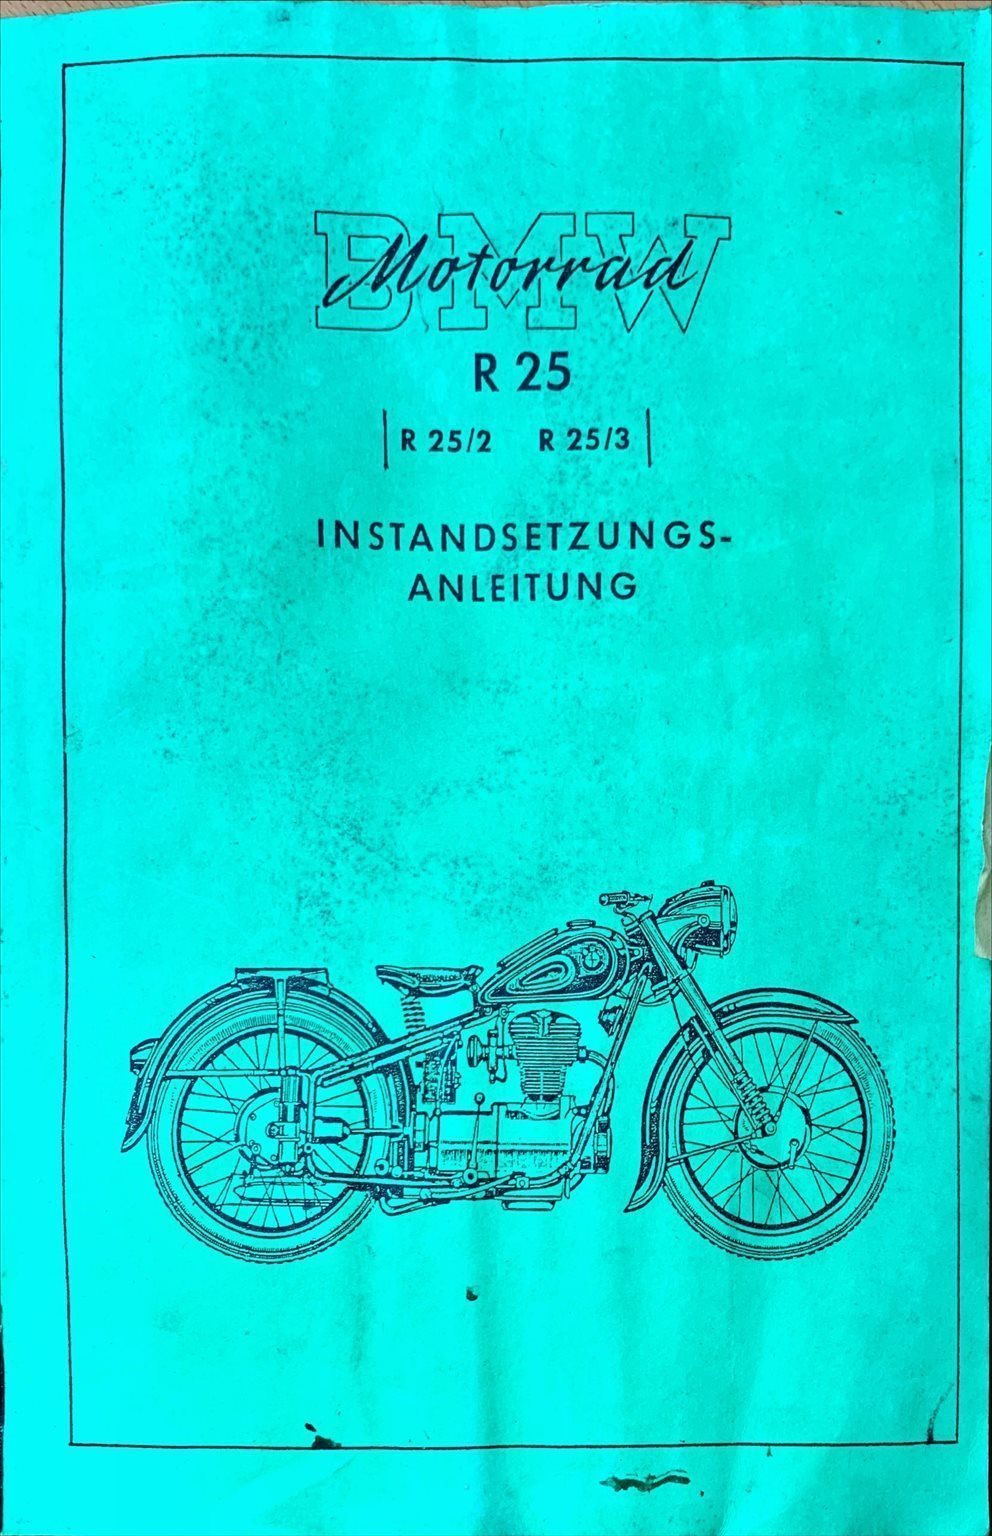 BMW
Motorrad
R 25
R 25/2 R 25/3
INSTANDSETZUNGS-
ANLEITUNG